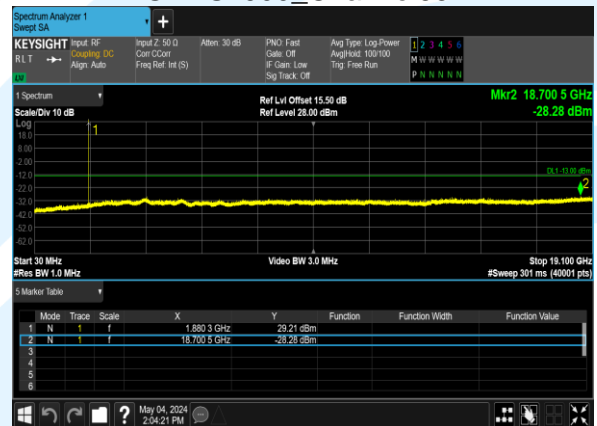 Spectrum Analyzer 1
Swept SA
KEYSIGHT
RLT
Input: RF
Coupling: DC
Align: Auto
Input Z: 50 Ω
Corr CCorr
Freq Ref: Int (S)
Atten: 30 dB
PNO: Fast
Gate: Off
IF Gain: Low
Sig Track: Off
Avg Type: Log-Power
Avg|Hold: 100/100
Trig: Free Run
1 2 3 4 5 6
M W W W W W
P N N N N N
1 Spectrum
Scale/Div 10 dB
Ref Lvl Offset 15.50 dB
Ref Level 28.00 dBm
Mkr2 18.700 5 GHz
-28.28 dBm
Log
18.0
8.00
-2.00
-12.0
-22.0
-32.0
-42.0
-52.0
-62.0
1
DL1 -13.00 dBm
2
Start 30 MHz
#Res BW 1.0 MHz
Video BW 3.0 MHz
Stop 19.100 GHz
#Sweep 301 ms (40001 pts)
5 Marker Table
Mode Trace Scale X Y Function Function Width Function Value
1 N 1 f 1.880 3 GHz 29.21 dBm
2 N 1 f 18.700 5 GHz -28.28 dBm
3
4
5
6
?
May 04, 2024
2:04:21 PM